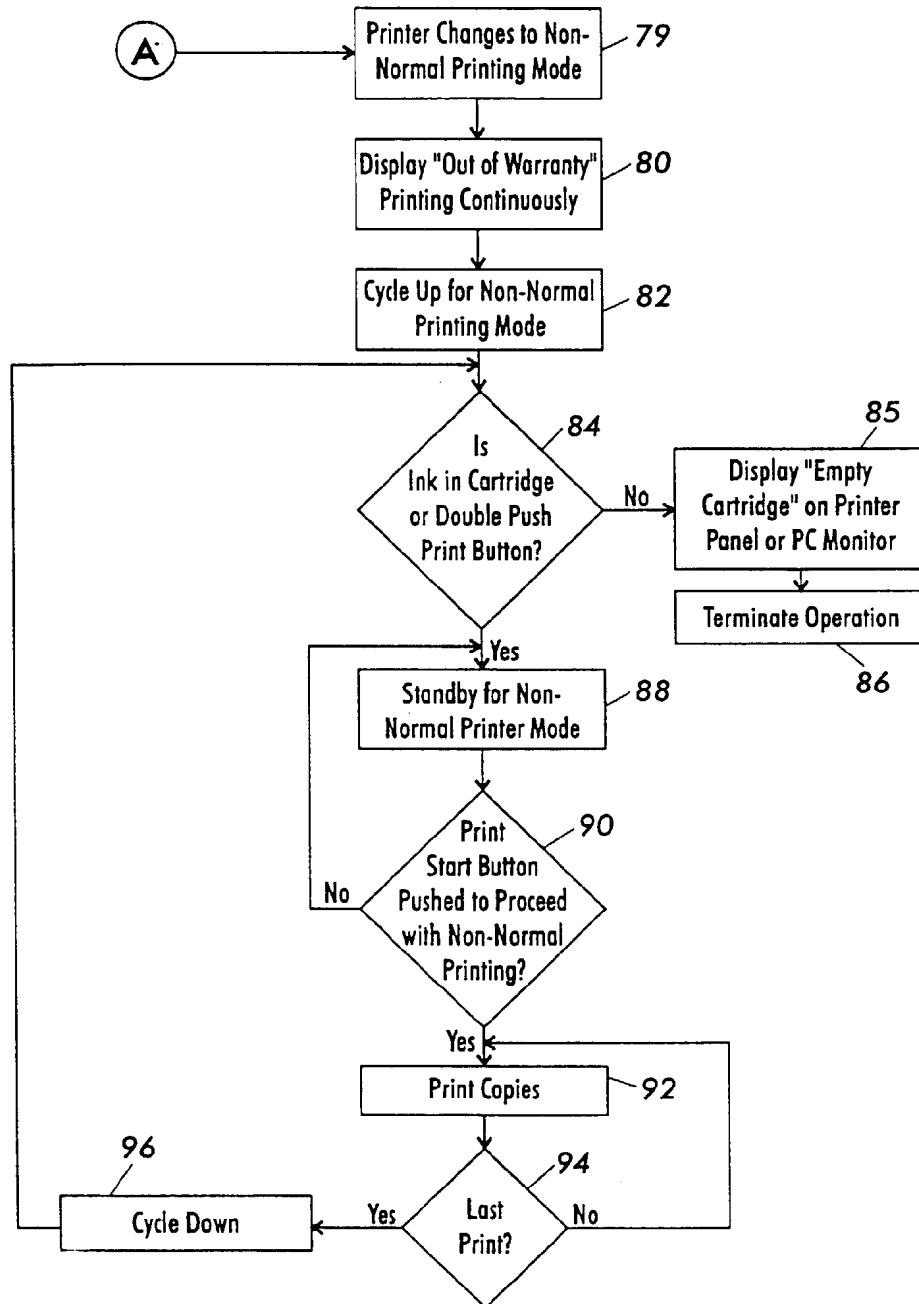 A
Printer Changes to Non-
Normal Printing Mode
79
Display "Out of Warranty"
Printing Continuously
80
Cycle Up for Non-Normal
Printing Mode
82
Is
Ink in Cartridge
or Double Push
Print Button?
84
No
85
Display "Empty
Cartridge" on Printer
Panel or PC Monitor
Terminate Operation
86
Yes
Standby for Non-
Normal Printer Mode
88
Print
Start Button
Pushed to Proceed
with Non-Normal
Printing?
90
No
Yes
Print Copies
92
Last
Print?
94
No
Yes
96
Cycle Down